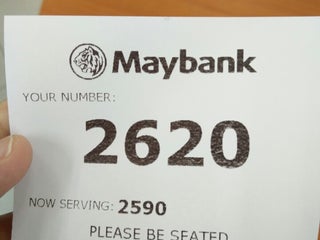 Maybank
YOUR NUMBER:
2620
NOW SERVING: 2590
PLEASE BE SEATED